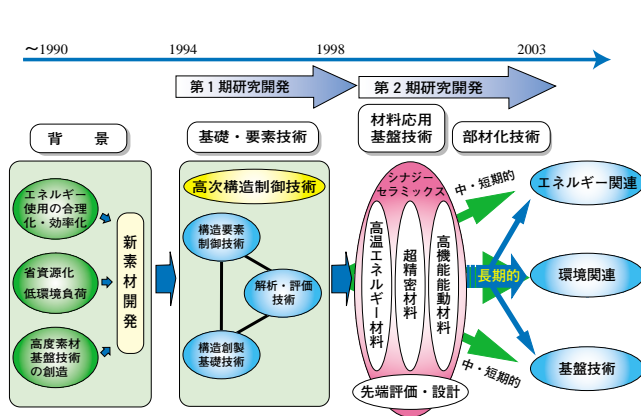 ～1990
1994
1998
2003
第１期研究開発
第２期研究開発
背　景
基礎・要素技術
材料応用
基盤技術
部材化技術
エネルギー
使用の合理
化・効率化
省資源化
低環境負荷
高度素材
基盤技術
の創造
新素材開発
高次構造制御技術
構造要素
制御技術
解析・評価
技術
構造創製
基礎技術
シナジー
セラミックス
高温エネルギー材料
超精密材料
高機能能動材料
先端評価・設計
中・短期的
長期的
中・短期的
エネルギー関連
環境関連
基盤技術